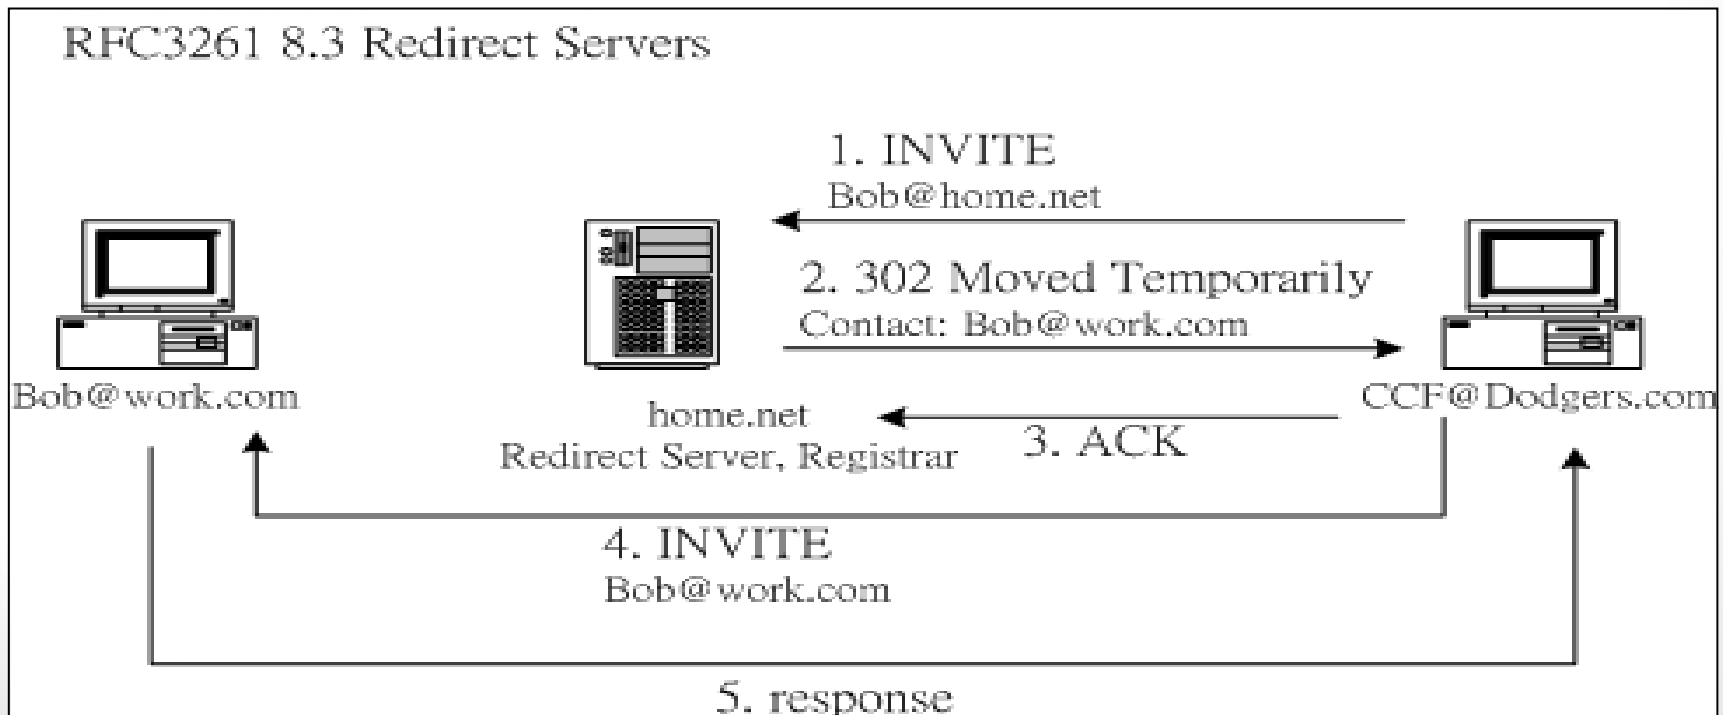 RFC3261 8.3 Redirect Servers
1. INVITE
Bob@home.net
2. 302 Moved Temporarily
Contact: Bob@work.com
Bob@work.com
home.net
Redirect Server, Registrar
CCF@Dodgers.com
3. ACK
4. INVITE
Bob@work.com
5. response